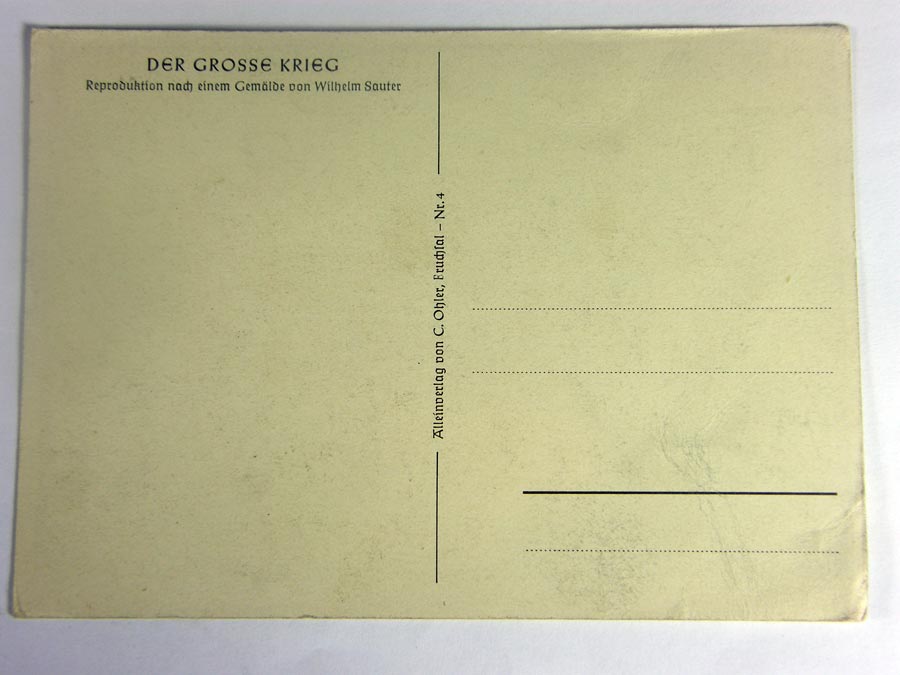 DER GROSSE KRIEG
Reproduktion nach einem Gemälde von Wilhelm Sauter
Alleinverlag von C. Ohler, Bruchsal – Nr. 4